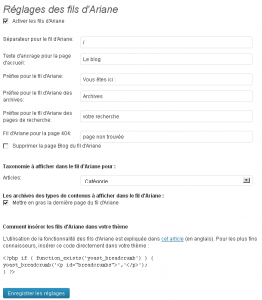 Réglages des fils d'Ariane
Activer les fils d'Ariane
Séparateur pour le fil d'Ariane:
/
Texte d'ancrage pour la page d'accueil:
Le blog
Préfixe pour le fil d'Ariane:
Vous êtes ici :
Préfixe pour le fil d'Ariane des archives:
Archives
Préfixe pour le fil d'Ariane des pages de recherche:
votre recherche
Fil d'Ariane pour la page 404:
page non trouvée
Supprimer la page Blog du fil d'Ariane
Taxonomie à afficher dans le fil d'Ariane pour :
Articles:
Catégorie
Les archives des types de contenus à afficher dans le fil d'Ariane :
Mettre en gras la dernière page du fil d'Ariane
Comment insérer les fils d'Ariane dans votre thème
L'utilisation de la fonctionnalité des fils d'Ariane est expliquée dans cet article (en anglais). Pour les plus fins
connaisseurs, insérer ce code directement dans votre thème :
<?php if ( function_exists('yoast_breadcrumb') ) {
yoast_breadcrumb('<p id="breadcrumbs">','</p>');
} ?>
Enregistrer les réglages